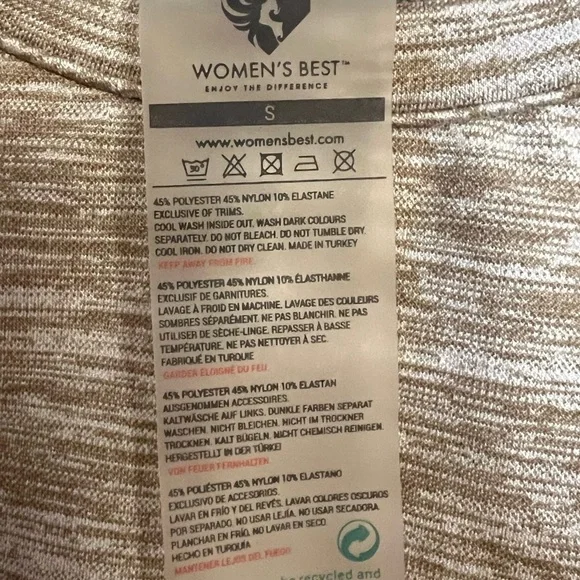 WOMEN'S BEST™
ENJOY THE DIFFERENCE
S
www.womensbest.com
30°
45% POLYESTER 45% NYLON 10% ELASTANE
EXCLUSIVE OF TRIMS.
COOL WASH INSIDE OUT. WASH DARK COLOURS
SEPARATELY. DO NOT BLEACH. DO NOT TUMBLE DRY.
COOL IRON. DO NOT DRY CLEAN. MADE IN TURKEY
KEEP AWAY FROM FIRE.
45% POLYESTER 45% NYLON 10% ÉLASTHANNE
EXCLUSIF DE GARNITURES.
LAVAGE A FROID EN MACHINE. LAVAGE DES COULEURS
SOMBRES SÉPARÉMENT. NE PAS BLANCHIR. NE PAS
UTILISER DE SÈCHE-LINGE. REPASSER À BASSE
TEMPÉRATURE. NE PAS NETTOYER À SEC.
FABRIQUÉ EN TURQUIE
GARDER ÉLOIGNÉ DU FEU.
45% POLYESTER 45% NYLON 10% ELASTAN
AUSGENOMMEN ACCESSOIRES.
KALTWÄSCHE AUF LINKS. DUNKLE FARBEN SEPARAT
WASCHEN. NICHT BLEICHEN. NICHT IM TROCKNER
TROCKNEN. KALT BÜGELN. NICHT CHEMISCH REINIGEN.
HERGESTELLT IN DER TÜRKEI
VON FEUER FERNHALTEN.
45% POLIÉSTER 45% NYLON 10% ELASTANO
EXCLUSIVO DE ACCESORIOS.
LAVAR EN FRÍO Y DEL REVÉS. LAVAR COLORES OSCUROS
POR SEPARADO. NO USAR LEJÍA. NO USAR SECADORA.
PLANCHAR EN FRÍO. NO LAVAR EN SECO.
HECHO EN TURQUÍA
MANTENER LEJOS DEL FUEGO.
recycled and